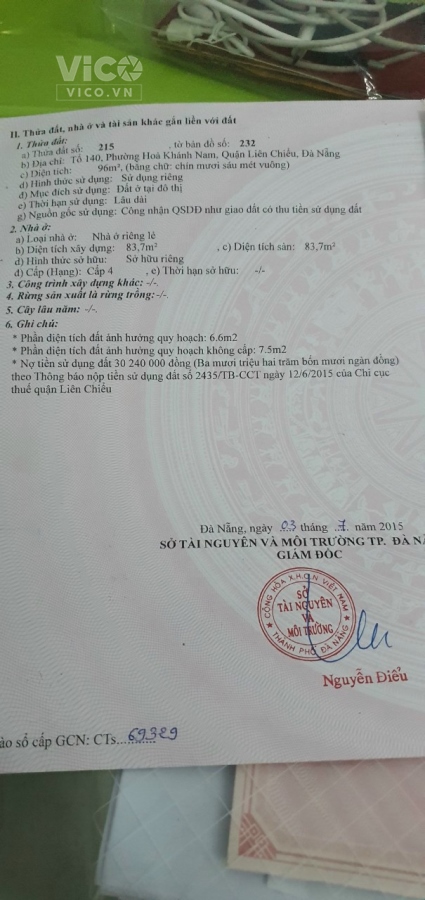 VICO
VICO.VN
II. Thửa đất, nhà ở và tài sản khác gắn liền với đất
1. Thửa đất:
a) Thửa đất số: 215 , tờ bản đồ số: 232
b) Địa chỉ: Tổ 140, Phường Hoà Khánh Nam, Quận Liên Chiểu, Đà Nẵng
c) Diện tích: 96m², (bằng chữ: chín mươi sáu mét vuông)
d) Hình thức sử dụng: Sử dụng riêng
đ) Mục đích sử dụng: Đất ở tại đô thị
e) Thời hạn sử dụng: Lâu dài
g) Nguồn gốc sử dụng: Công nhận QSDĐ như giao đất có thu tiền sử dụng đất
2. Nhà ở:
a) Loại nhà ở: Nhà ở riêng lẻ
b) Diện tích xây dựng: 83,7m² , c) Diện tích sàn: 83,7m²
d) Hình thức sở hữu: Sở hữu riêng
đ) Cấp (Hạng): Cấp 4 , e) Thời hạn sở hữu: -/-
3. Công trình xây dựng khác: -/-
4. Rừng sản xuất là rừng trồng: -/-
5. Cây lâu năm: -/-.
6. Ghi chú:
* Phần diện tích đất ảnh hưởng quy hoạch: 6.6m2
* Phần diện tích đất ảnh hưởng quy hoạch không cấp: 7.5m2
* Nợ tiền sử dụng đất 30 240 000 đồng (Ba mươi triệu hai trăm bốn mươi ngàn đồng)
theo Thông báo nộp tiền sử dụng đất số 2435/TB-CCT ngày 12/6/2015 của Chi cục
thuế quận Liên Chiểu
Đà Nẵng, ngày 03 tháng 7 năm 2015
SỞ TÀI NGUYÊN VÀ MÔI TRƯỜNG TP. ĐÀ NẴ
GIÁM ĐỐC
CỘNG HÒA X.H.C.N VIỆT NAM
SỞ
TÀI NGUYÊN
VÀ
MÔI TRƯỜNG
THÀNH PHỐ ĐÀ NẴNG
Nguyễn Điểu
ào sổ cấp GCN: CTs...69329